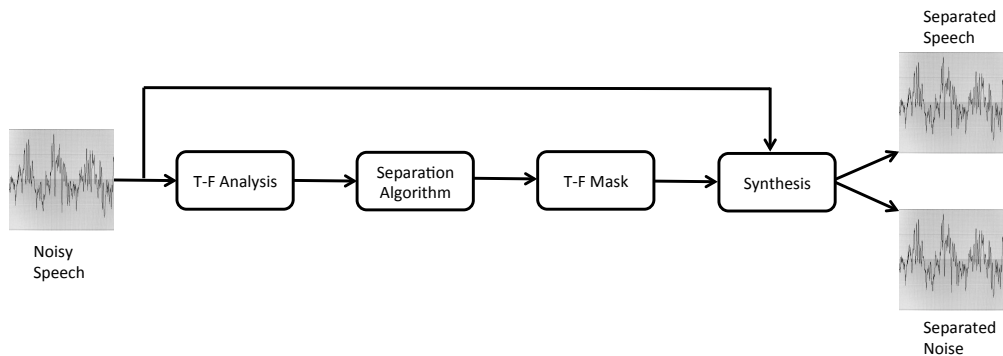 Noisy
Speech
T-F Analysis
Separation
Algorithm
T-F Mask
Synthesis
Separated
Speech
Separated
Noise